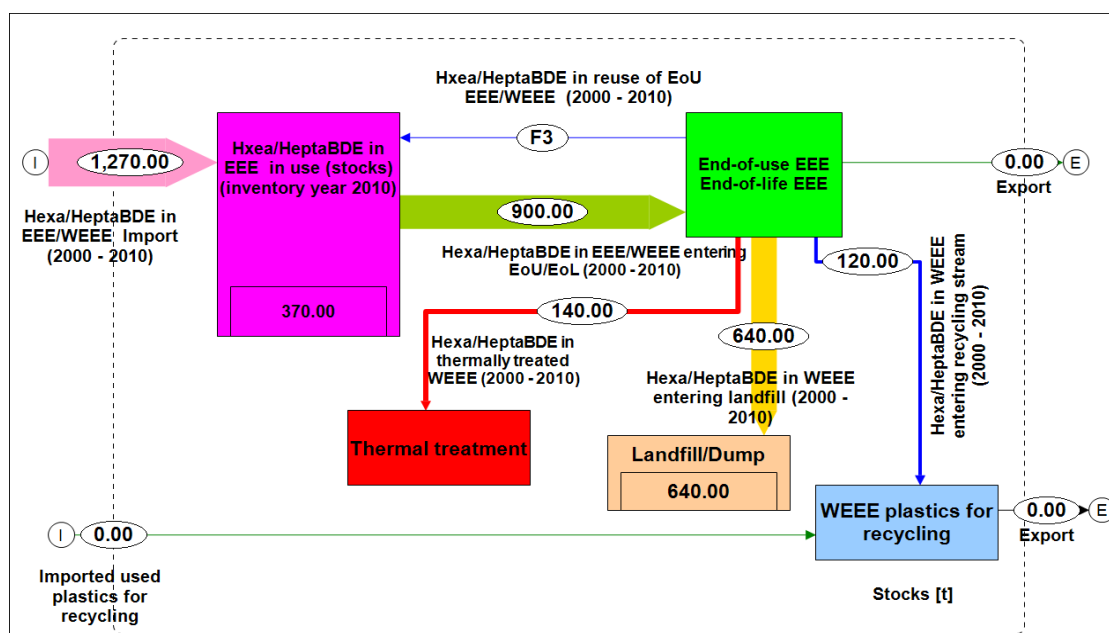 Hxea/HeptaBDE in reuse of EoU
EEE/WEEE (2000 - 2010)
F3
I
1,270.00
Hexa/HeptaBDE in
EEE/WEEE Import
(2000 - 2010)
Hxea/HeptaBDE in
EEE in use (stocks)
(inventory year 2010)
370.00
900.00
Hexa/HeptaBDE in EEE/WEEE entering
EoU/EoL (2000 - 2010)
End-of-use EEE
End-of-life EEE
0.00
E
Export
120.00
Hexa/HeptaBDE in WEEE
entering recycling stream
(2000 - 2010)
140.00
Hexa/HeptaBDE in
thermally treated
WEEE (2000 - 2010)
640.00
Hexa/HeptaBDE in WEEE
entering landfill (2000 -
2010)
Thermal treatment
Landfill/Dump
640.00
WEEE plastics for
recycling
0.00
E
Export
I
0.00
Imported used
plastics for
recycling
Stocks [t]